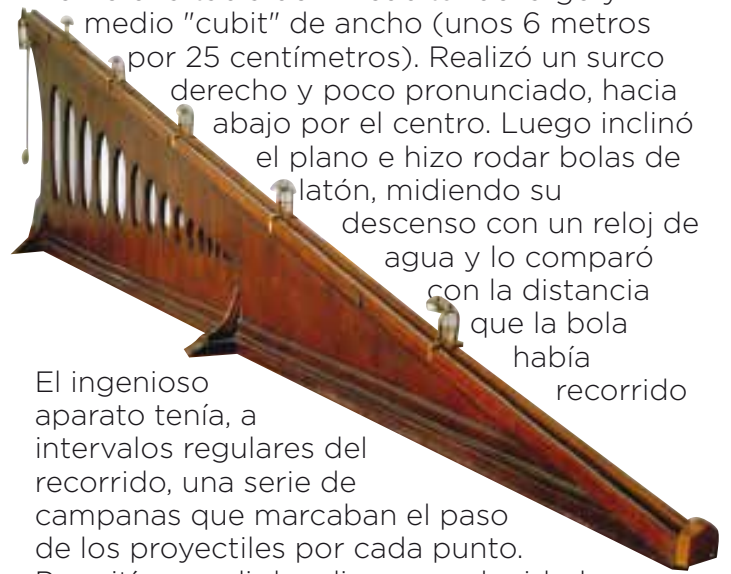 medio "cubit" de ancho (unos 6 metros
por 25 centímetros). Realizó un surco
derecho y poco pronunciado, hacia
abajo por el centro. Luego inclinó
el plano e hizo rodar bolas de
latón, midiendo su
descenso con un reloj de
agua y lo comparó
con la distancia
que la bola
había
recorrido
El ingenioso
aparato tenía, a
intervalos regulares del
recorrido, una serie de
campanas que marcaban el paso
de los proyectiles por cada punto.